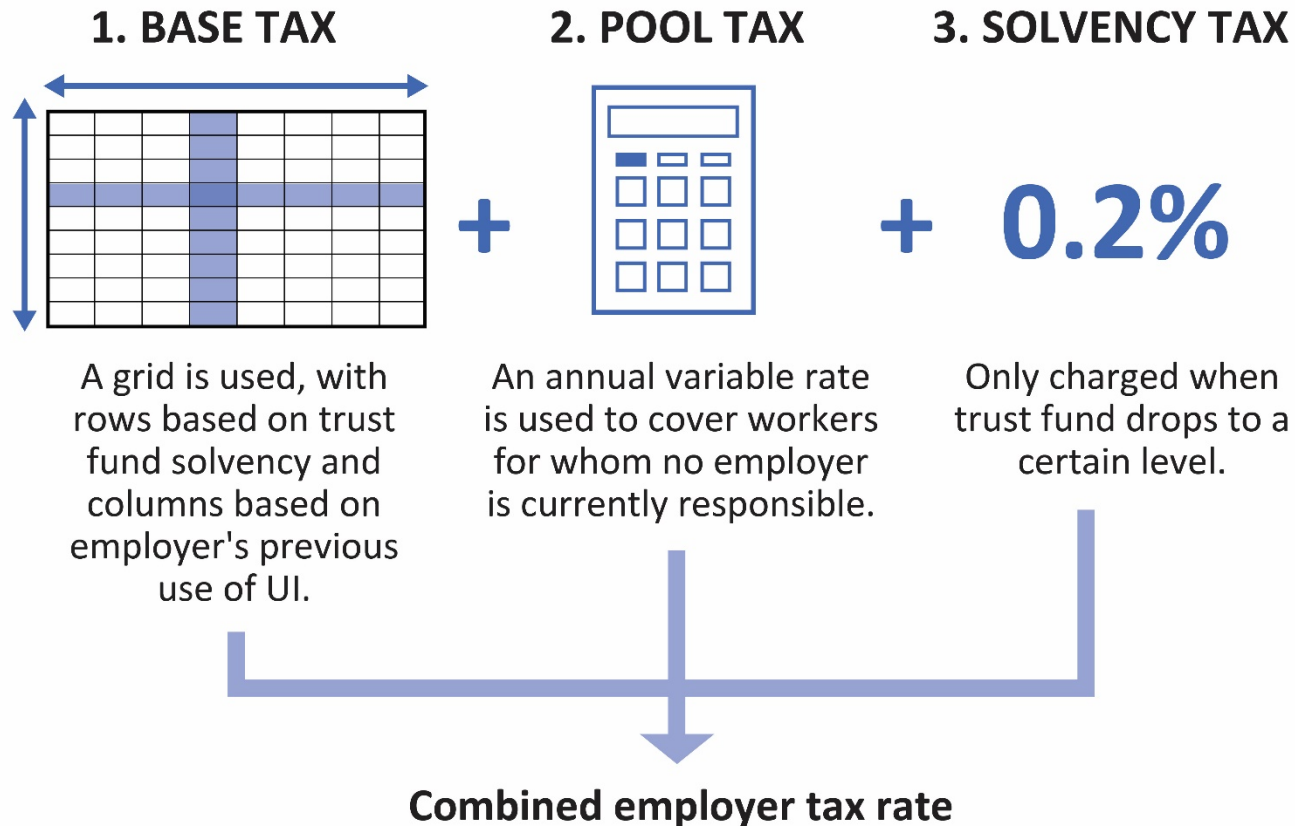 1. BASE TAX
2. POOL TAX
3. SOLVENCY TAX
+
+
0.2%
A grid is used, with
rows based on trust
fund solvency and
columns based on
employer's previous
use of UI.
An annual variable rate
is used to cover workers
for whom no employer
is currently responsible.
Only charged when
trust fund drops to a
certain level.
Combined employer tax rate